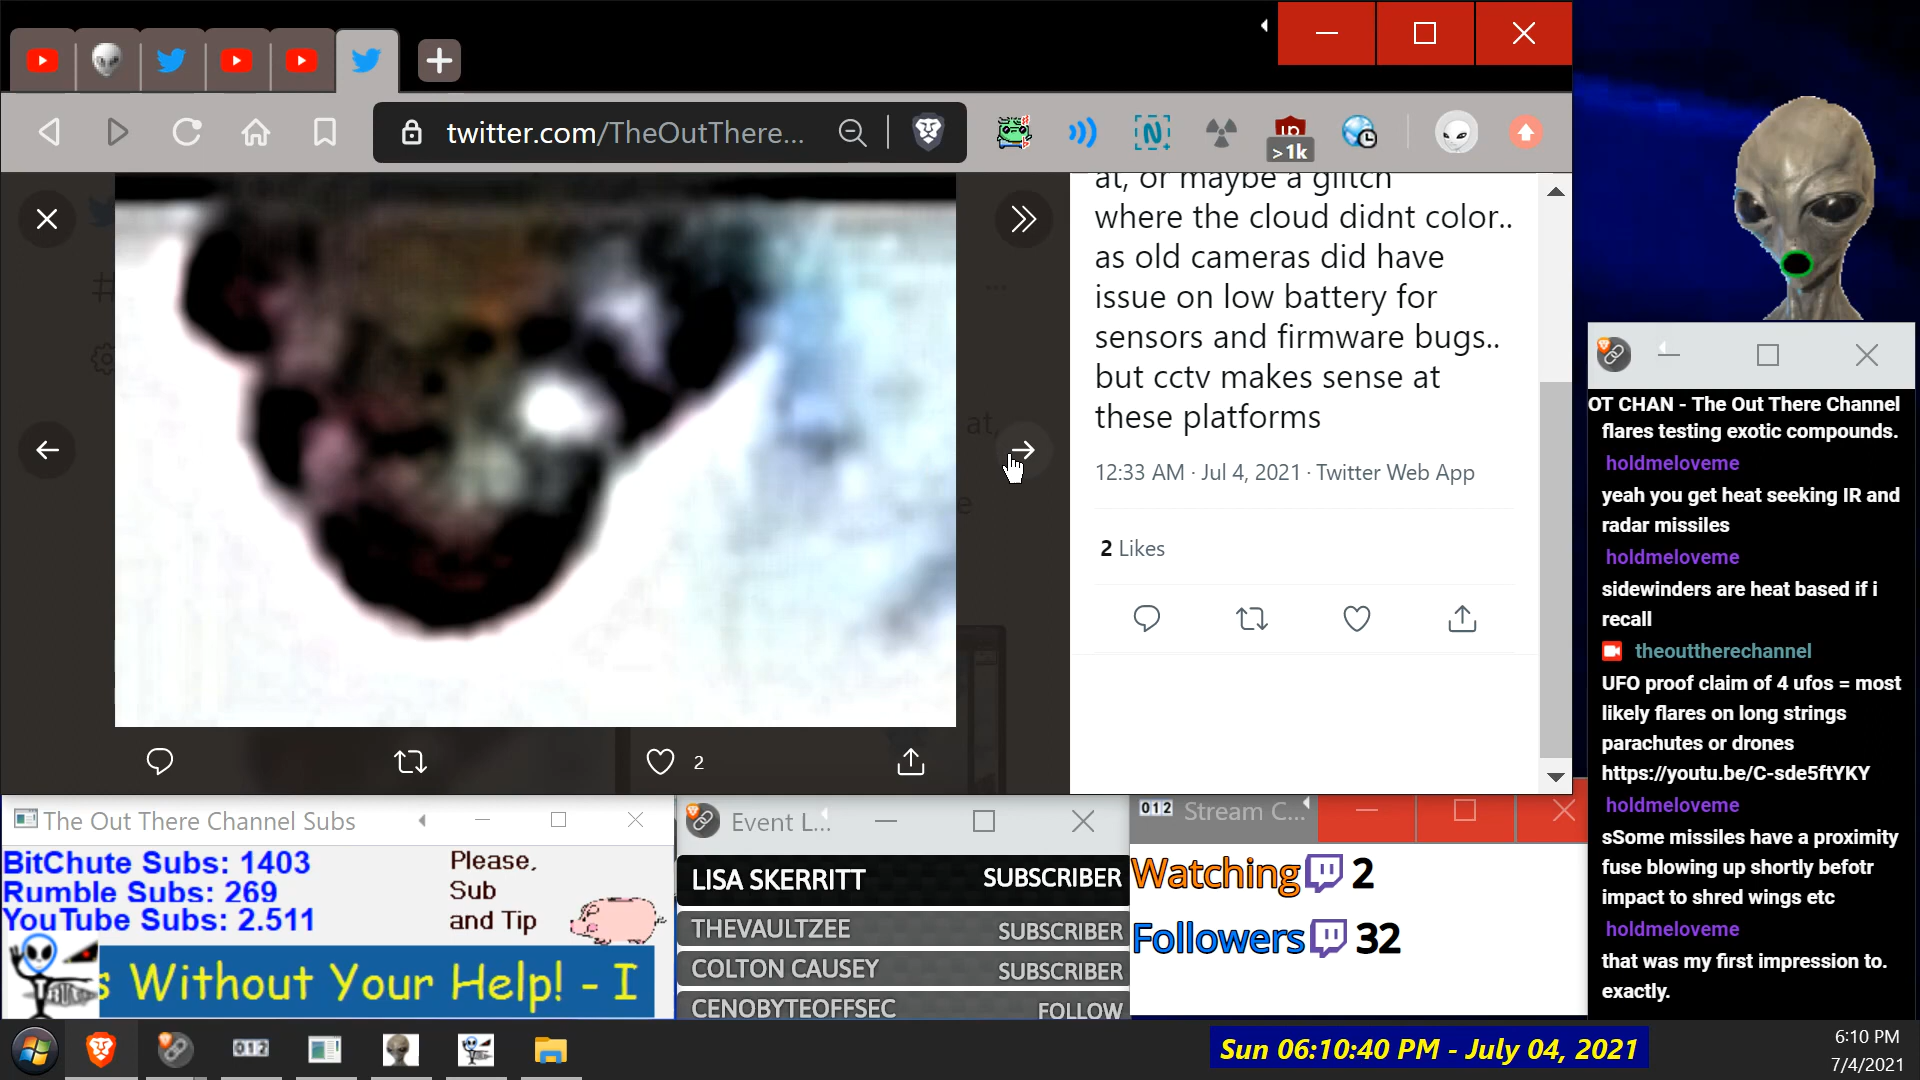 twitter.com/TheOutThere...
>1k
at, or maybe a glitch
where the cloud didnt color..
as old cameras did have
issue on low battery for
sensors and firmware bugs..
but cctv makes sense at
these platforms
12:33 AM · Jul 4, 2021 · Twitter Web App
2 Likes
at,
2
OT CHAN - The Out There Channel
flares testing exotic compounds.
holdmeloveme
yeah you get heat seeking IR and
radar missiles
holdmeloveme
sidewinders are heat based if i
recall
theouttherechannel
UFO proof claim of 4 ufos = most
likely flares on long strings
parachutes or drones
https://youtu.be/C-sde5ftYKY
holdmeloveme
sSome missiles have a proximity
fuse blowing up shortly befotr
impact to shred wings etc
holdmeloveme
that was my first impression to.
exactly.
The Out There Channel Subs
BitChute Subs: 1403
Rumble Subs: 269
YouTube Subs: 2.511
Please,
Sub
and Tip
s Without Your Help! - I
Event L...
LISA SKERRITT SUBSCRIBER
THEVAULTZEE SUBSCRIBER
COLTON CAUSEY SUBSCRIBER
CENOBYTEOFFSEC FOLLOW
012 Stream C...
Watching 2
Followers 32
012
Sun 06:10:40 PM - July 04, 2021
6:10 PM
7/4/2021